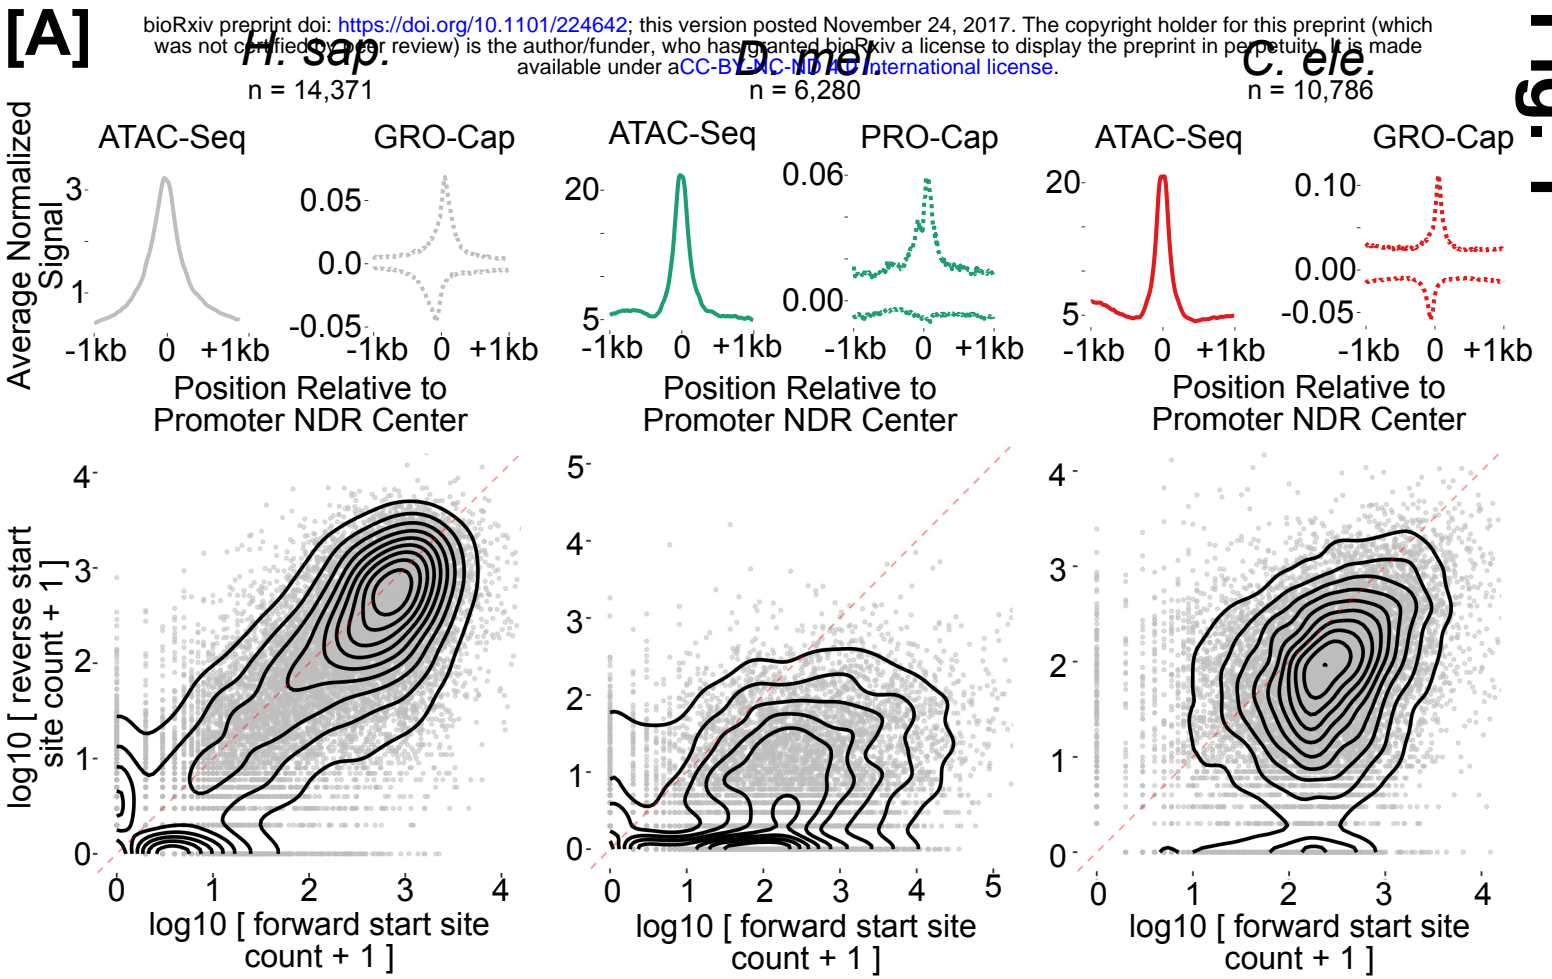 [A]
bioRxiv preprint doi: https://doi.org/10.1101/224642; this version posted November 24, 2017. The copyright holder for this preprint (which
was not certified by peer review) is the author/funder, who has granted bioRxiv a license to display the preprint in perpetuity. It is made
available under aCC-BY-NC-ND 4.0 International license.
Fig. 1
H. sap.
n = 14,371
D. mel.
n = 6,280
C. ele.
n = 10,786
Average Normalized
Signal
ATAC-Seq
3
1
-1kb 0 +1kb
GRO-Cap
0.05
0.0
-0.05
-1kb 0 +1kb
Position Relative to
Promoter NDR Center
ATAC-Seq
20
5
-1kb 0 +1kb
PRO-Cap
0.06
0.00
-1kb 0 +1kb
Position Relative to
Promoter NDR Center
ATAC-Seq
20
5
-1kb 0 +1kb
GRO-Cap
0.10
0.00
-0.05
-1kb 0 +1kb
Position Relative to
Promoter NDR Center
log10 [ reverse start
site count + 1 ]
4
3
2
1
0
0 1 2 3 4
log10 [ forward start site
count + 1 ]
5
4
3
2
1
0
0 1 2 3 4 5
log10 [ forward start site
count + 1 ]
4
3
2
1
0
0 1 2 3 4
log10 [ forward start site
count + 1 ]